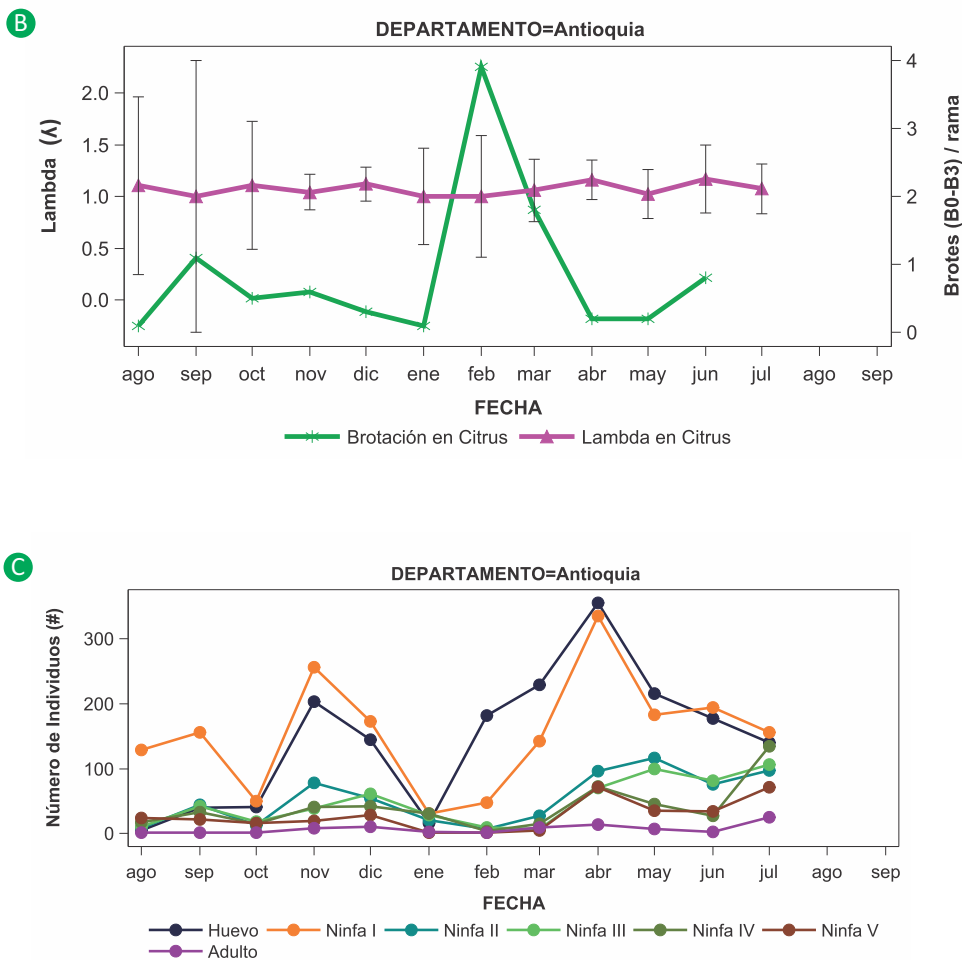 B
DEPARTAMENTO=Antioquia
Lambda (⅄)
2.0
1.5
1.0
0.5
0.0
Brotes (B0-B3) / rama
4
3
2
1
0
ago sep oct nov dic ene feb mar abr may jun jul ago sep
FECHA
Brotación en Citrus Lambda en Citrus
C
DEPARTAMENTO=Antioquia
Número de Individuos (#)
300
200
100
0
ago sep oct nov dic ene feb mar abr may jun jul ago sep
FECHA
Huevo Ninfa I Ninfa II Ninfa III Ninfa IV Ninfa V
Adulto